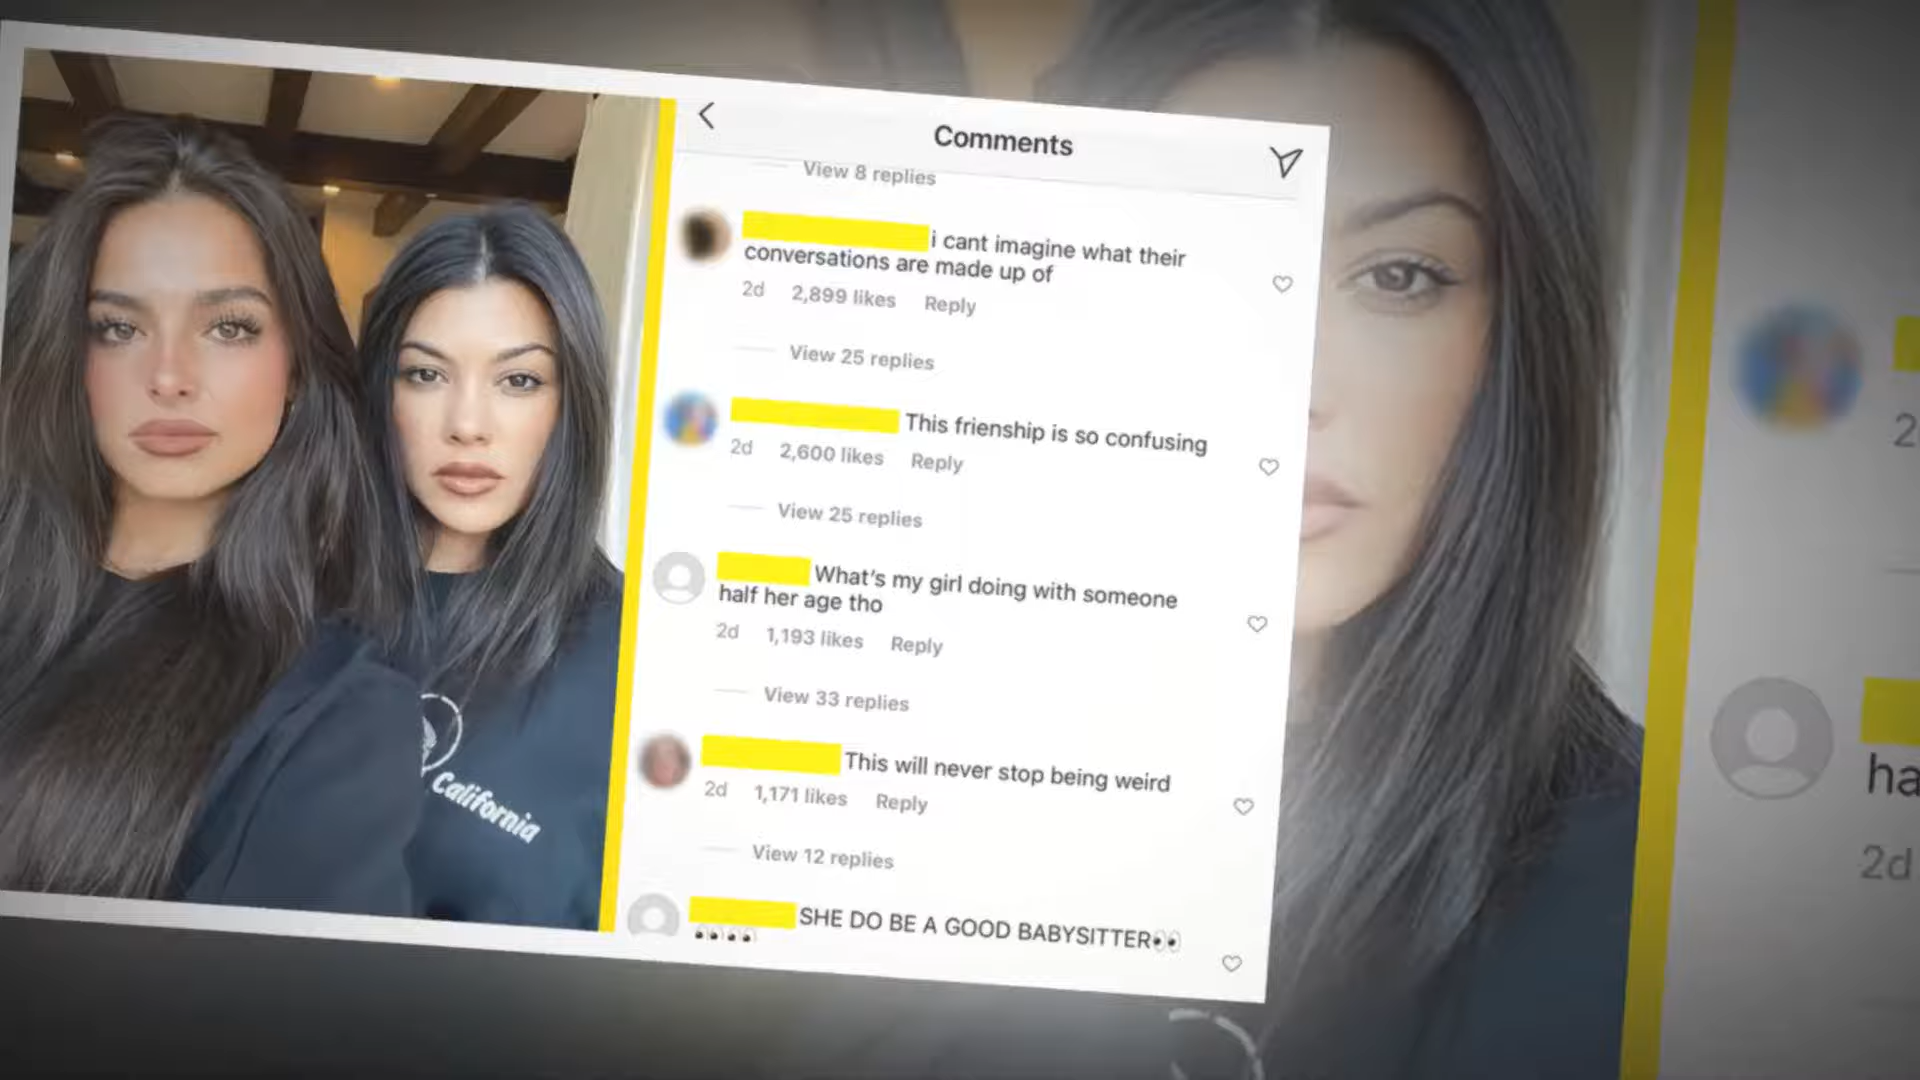 Comments
View 8 replies
i cant imagine what their
conversations are made up of
2d 2,899 likes Reply
View 25 replies
This frienship is so confusing
2d 2,600 likes Reply
View 25 replies
What's my girl doing with someone
half her age tho
2d 1,193 likes Reply
View 33 replies
This will never stop being weird
2d 1,171 likes Reply
View 12 replies
SHE DO BE A GOOD BABYSITTER👀
👀👀
California
2
ha
2d